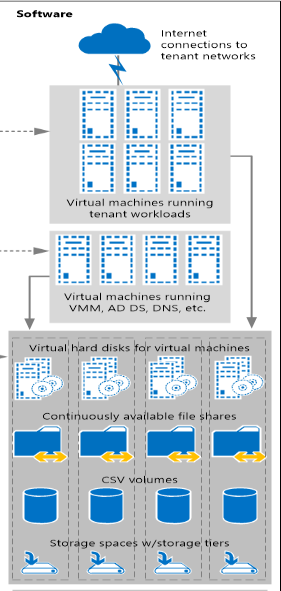 Software
Internet
connections to
tenant networks
Virtual machines running
tenant workloads
Virtual machines running
VMM, AD DS, DNS, etc.
Virtual hard disks for virtual machines
Continuously available file shares
CSV volumes
Storage spaces w/storage tiers